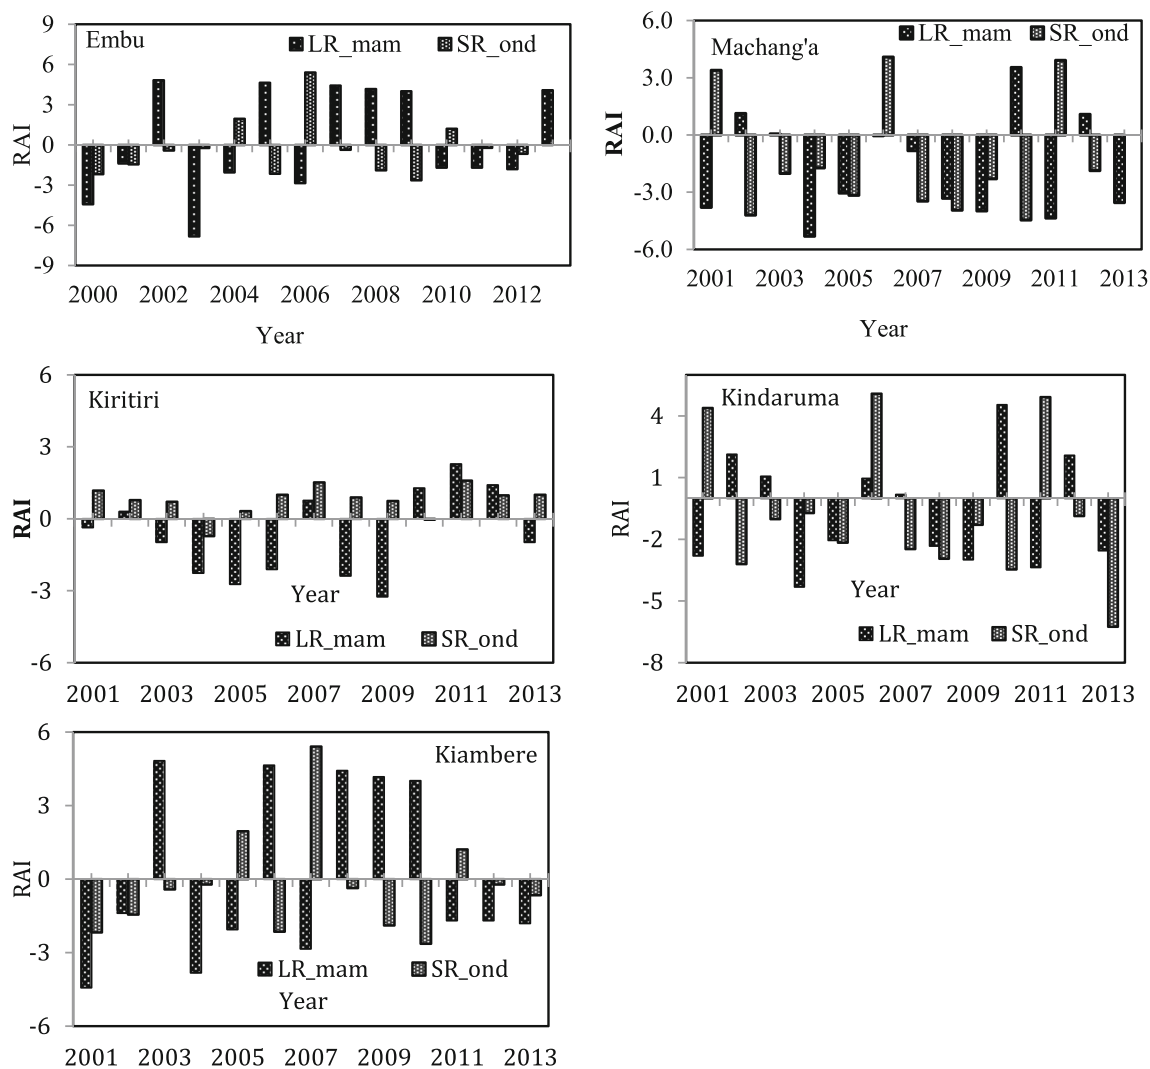 Embu
LR_mam SR_ond
RAI
9
6
3
0
-3
-6
-9
2000 2002 2004 2006 2008 2010 2012
Year
Machang'a
LR_mam SR_ond
RAI
6.0
3.0
0.0
-3.0
-6.0
2001 2003 2005 2007 2009 2011 2013
Year
Kiritiri
RAI
6
3
0
-3
-6
Year
LR_mam SR_ond
2001 2003 2005 2007 2009 2011 2013
Kindaruma
RAI
4
1
-2
-5
-8
Year
LR_mam SR_ond
2001 2003 2005 2007 2009 2011 2013
Kiambere
RAI
6
3
0
-3
-6
LR_mam SR_ond
Year
2001 2003 2005 2007 2009 2011 2013